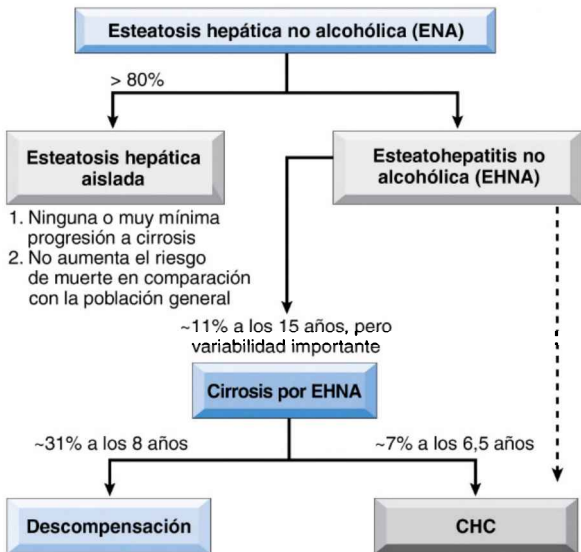 Esteatosis hepática no alcohólica (ENA)
> 80%
Esteatosis hepática
aislada
Esteatohepatitis no
alcohólica (EHNA)
1. Ninguna o muy mínima
progresión a cirrosis
2. No aumenta el riesgo
de muerte en comparación
con la población general
~11% a los 15 años, pero
variabilidad importante
Cirrosis por EHNA
~31% a los 8 años
~7% a los 6,5 años
Descompensación
CHC